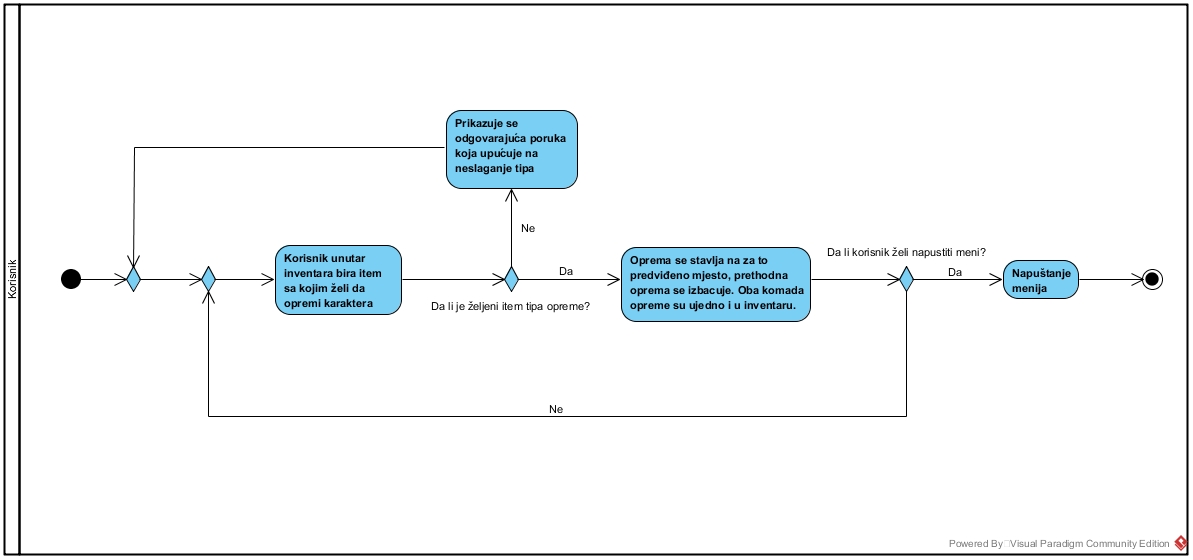 Korisnik
Prikazuje se
odgovarajuća poruka
koja upućuje na
neslaganje tipa
Ne
Korisnik unutar
inventara bira item
sa kojim želi da
opremi karaktera
Da li je željeni item tipa opreme?
Da
Oprema se stavlja na za to
predviđeno mjesto, prethodna
oprema se izbacuje. Oba komada
opreme su ujedno i u inventaru.
Da li korisnik želi napustiti meni?
Da
Napuštanje
menija
Ne
Powered By Visual Paradigm Community Edition